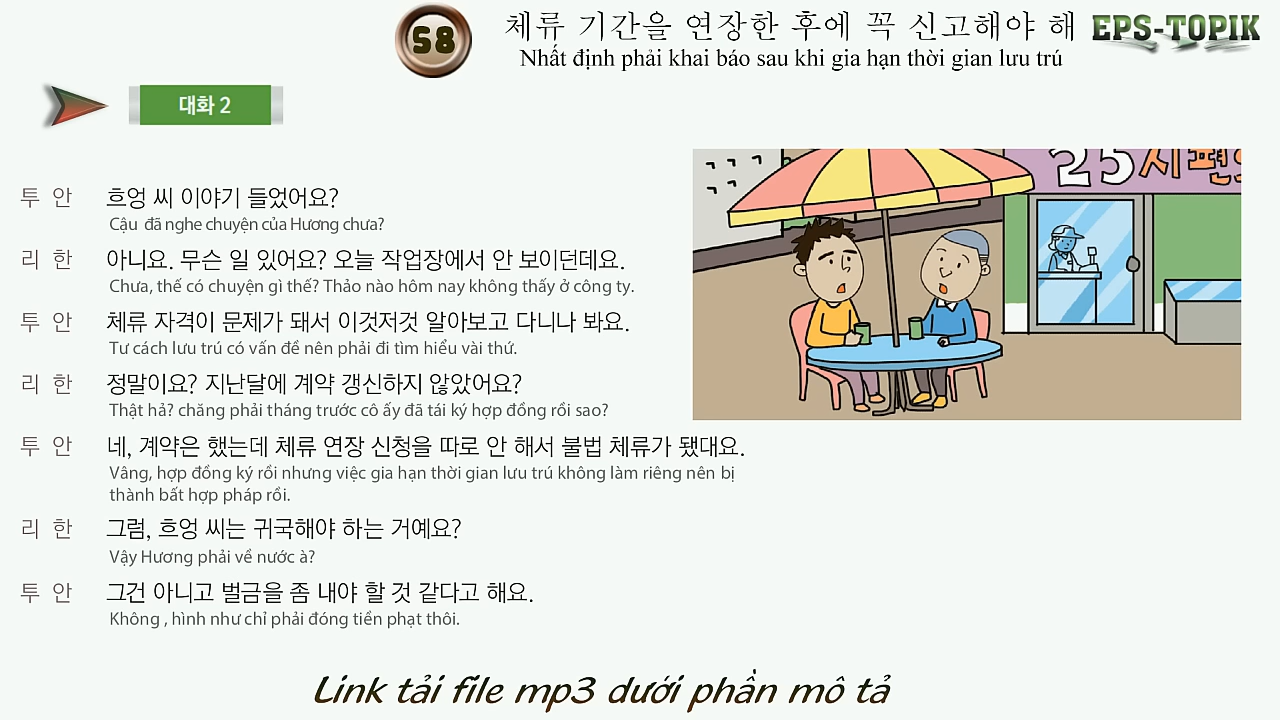 58
체류 기간을 연장한 후에 꼭 신고해야 해
EPS-TOPIK
Nhất định phải khai báo sau khi gia hạn thời gian lưu trú
대화 2
25시 편의
투 안 흐엉 씨 이야기 들었어요?
Cậu đã nghe chuyện của Hương chưa?
리 한 아니요. 무슨 일 있어요? 오늘 작업장에서 안 보이던데요.
Chưa, thế có chuyện gì thế? Thảo nào hôm nay không thấy ở công ty.
투 안 체류 자격이 문제가 돼서 이것저것 알아보고 다니나 봐요.
Tư cách lưu trú có vấn đề nên phải đi tìm hiểu vài thứ.
리 한 정말이요? 지난달에 계약 갱신하지 않았어요?
Thật hả? chăng phải tháng trước cô ấy đã tái ký hợp đồng rồi sao?
투 안 네, 계약은 했는데 체류 연장 신청을 따로 안 해서 불법 체류가 됐대요.
Vâng, hợp đồng ký rồi nhưng việc gia hạn thời gian lưu trú không làm riêng nên bị
thành bất hợp pháp rồi.
리 한 그럼, 흐엉 씨는 귀국해야 하는 거예요?
Vậy Hương phải về nước à?
투 안 그건 아니고 벌금을 좀 내야 할 것 같다고 해요.
Không , hình như chỉ phải đóng tiền phạt thôi.
Link tải file mp3 dưới phần mô tả